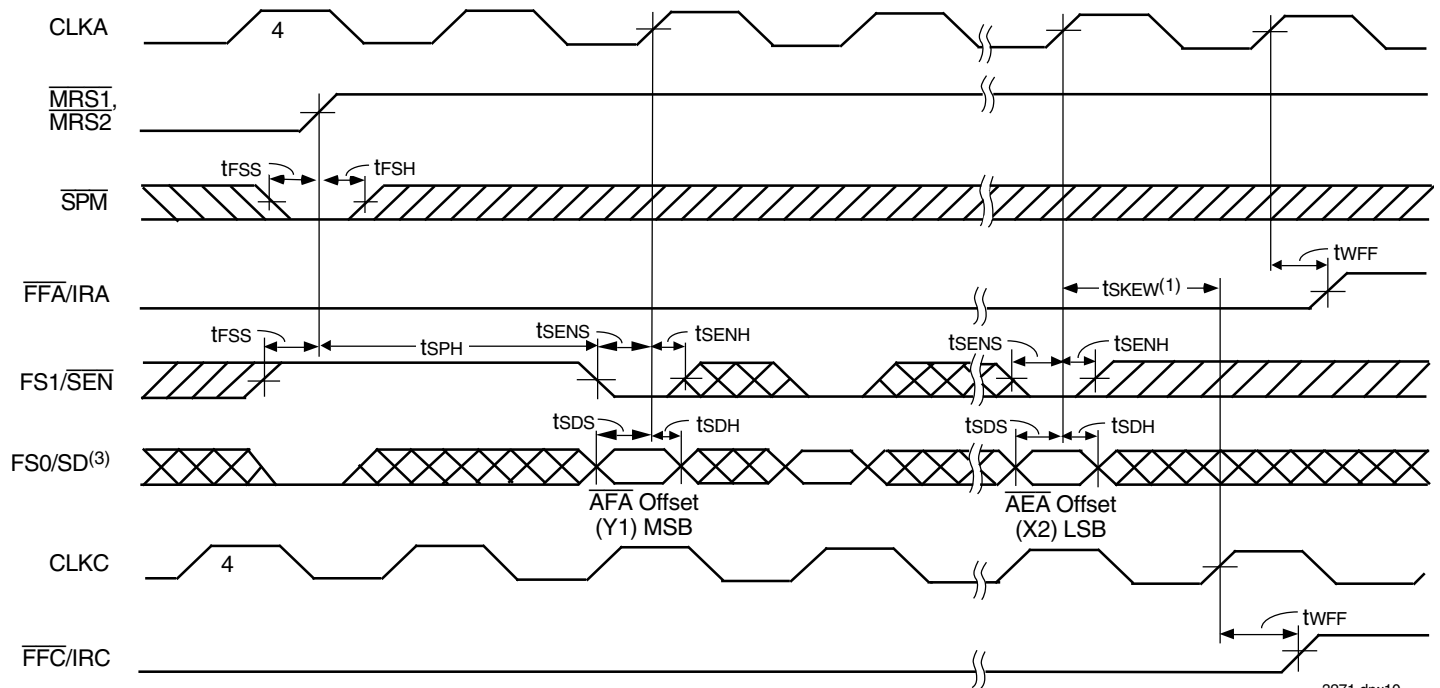 CLKA
4
MRS1,
MRS2
tFSS
tFSH
SPM
tWFF
FFA/IRA
tSKEW(1)
tFSS
tSPH
tSENS
tSENH
tSENS
tSENH
FS1/SEN
tSDS
tSDH
tSDS
tSDH
FS0/SD(3)
AFA Offset
(Y1) MSB
AEA Offset
(X2) LSB
CLKC
4
tWFF
FFC/IRC